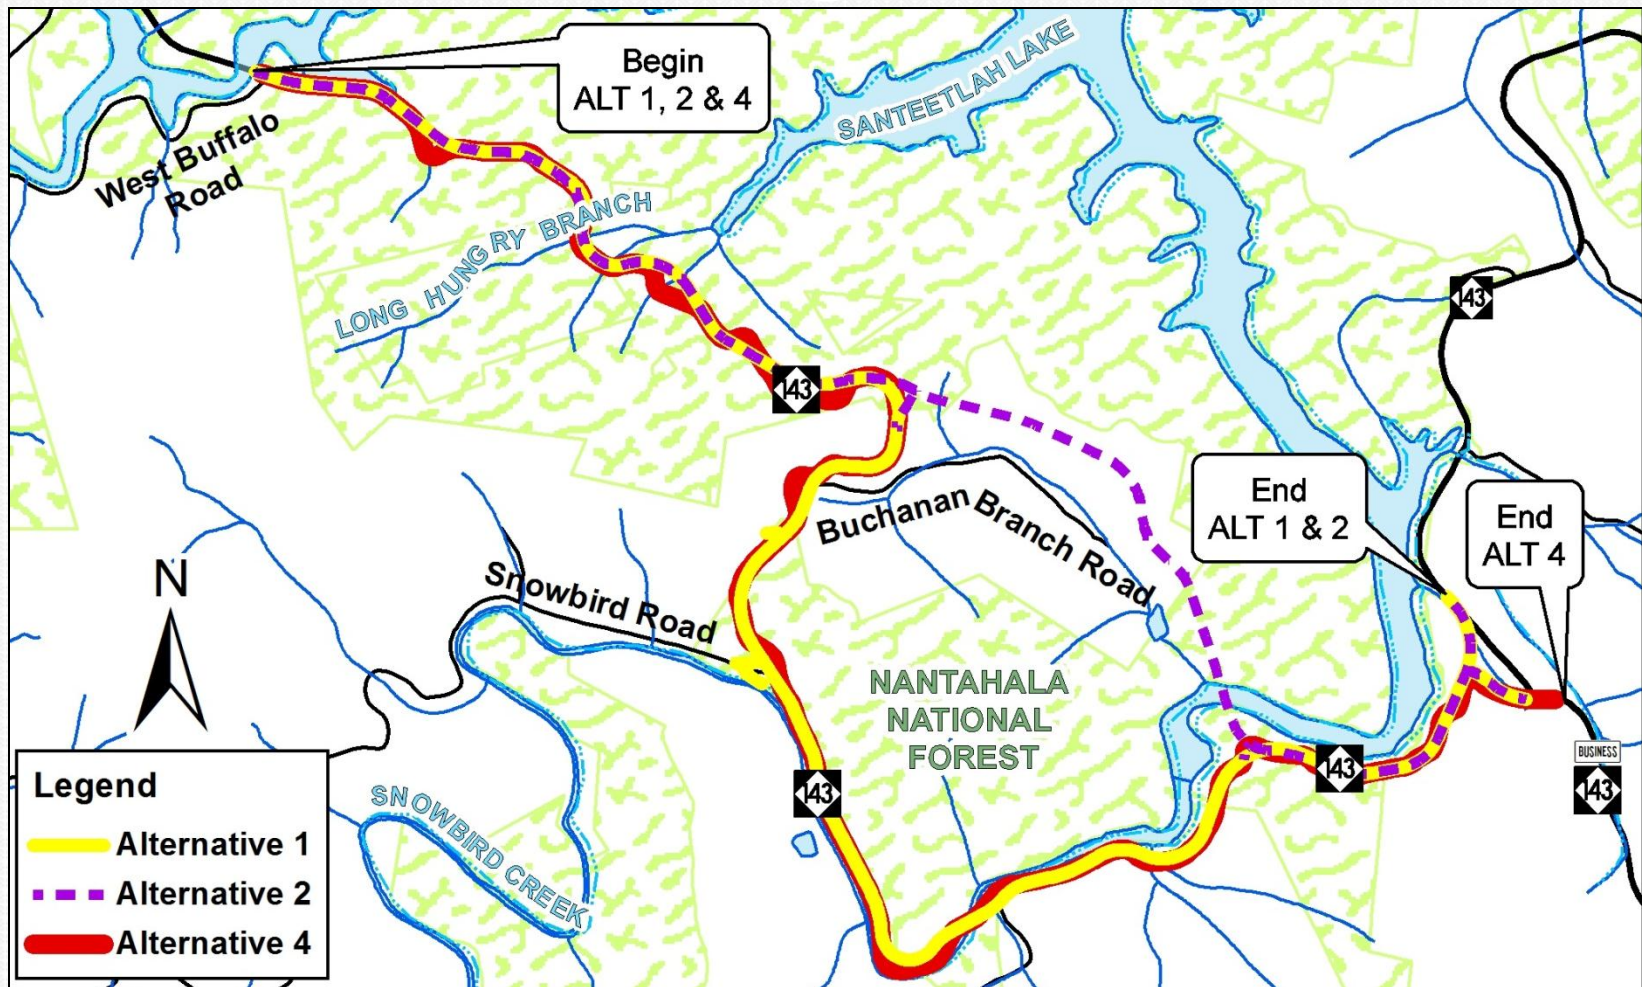 Begin
ALT 1, 2 & 4
SANTEETLAH LAKE
West Buffalo
Road
LONG HUNGRY BRANCH
143
143
Buchanan Branch Road
End
ALT 1 & 2
End
ALT 4
N
Snowbird Road
NANTAHALA
NATIONAL
FOREST
143
143
BUSINESS
143
SNOWBIRD CREEK
Legend
Alternative 1
Alternative 2
Alternative 4